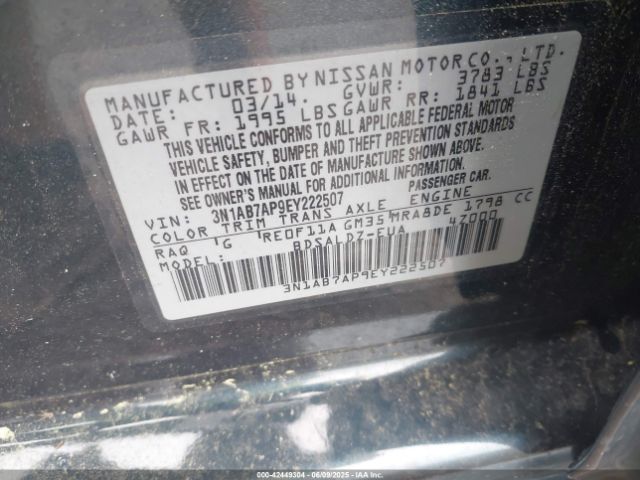 MANUFACTURED BY NISSAN MOTOR CO., LTD.
DATE: 03/14. GVWR: 3783 LBS
GAWR FR: 1995 LBS GAWR RR: 1841 LBS
THIS VEHICLE CONFORMS TO ALL APPLICABLE FEDERAL MOTOR
VEHICLE SAFETY, BUMPER AND THEFT PREVENTION STANDARDS
IN EFFECT ON THE DATE OF MANUFACTURE SHOWN ABOVE.
SEE OWNER'S MANUAL FOR ADDITIONAL INFORMATION.
VIN: 3N1AB7AP9EY222507 PASSENGER CAR.
COLOR TRIM TRANS AXLE ENGINE
RAQ G RE0F11A GM35 MRA8DE 1798 CC
MODEL: BDSALDZ-EUA 47000
3N1AB7AP9EY222507
000-42449304 - 06/09/2025 - IAAI.COM